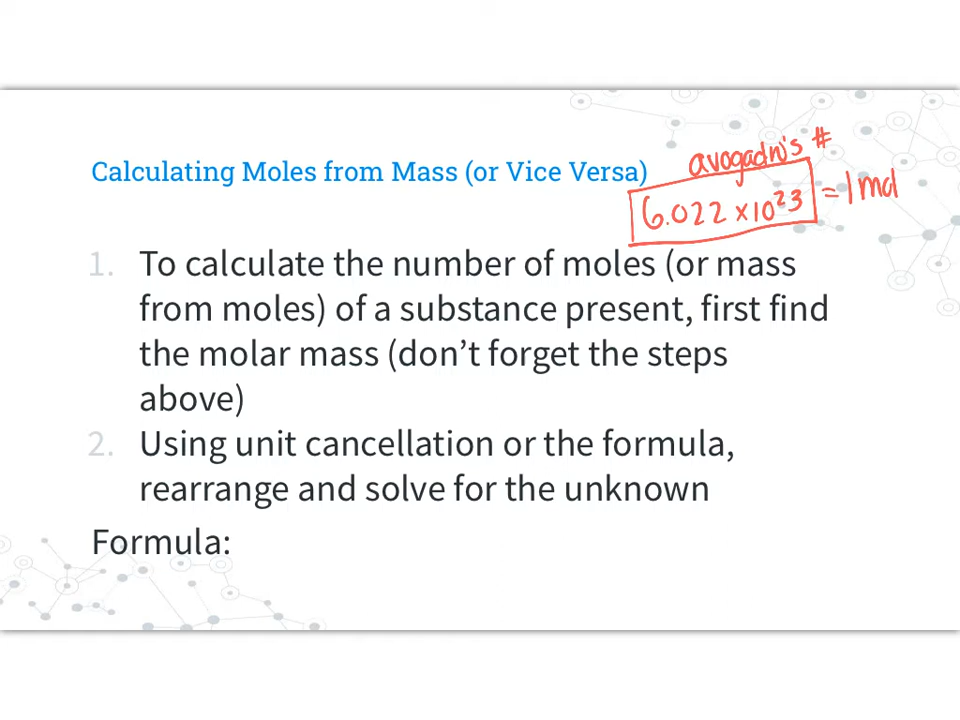 Calculating Moles from Mass (or Vice Versa)
avogadro's #
6.022 × 10²³ = 1 mol
1. To calculate the number of moles (or mass
from moles) of a substance present, first find
the molar mass (don’t forget the steps
above)
2. Using unit cancellation or the formula,
rearrange and solve for the unknown
Formula: